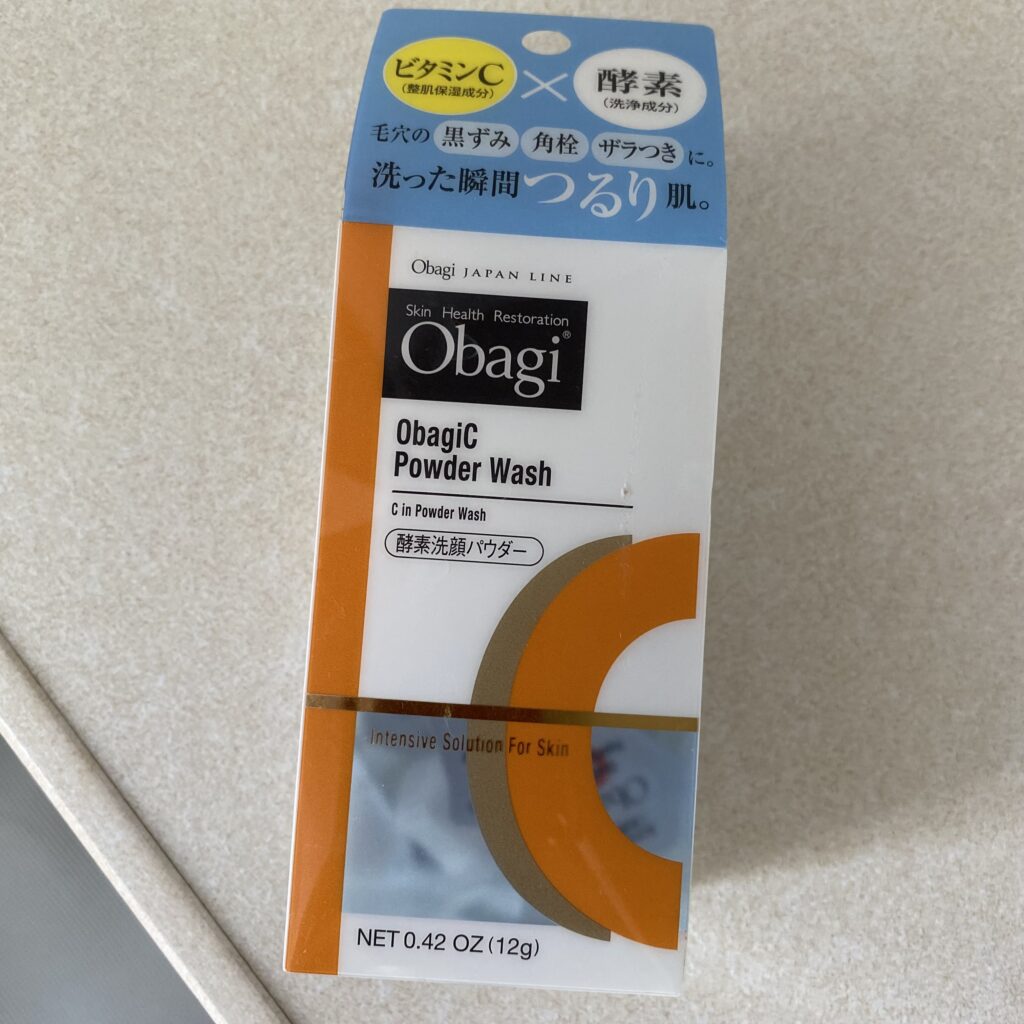 ビタミンC × 酵素
(整肌保湿成分) (洗浄成分)
毛穴の 黒ずみ 角栓 ザラつき に。
洗った瞬間つるり肌。
Obagi JAPAN LINE
Skin Health Restoration
Obagi®
ObagiC
Powder Wash
C in Powder Wash
酵素洗顔パウダー
Intensive Solution For Skin
NET 0.42 OZ (12g)